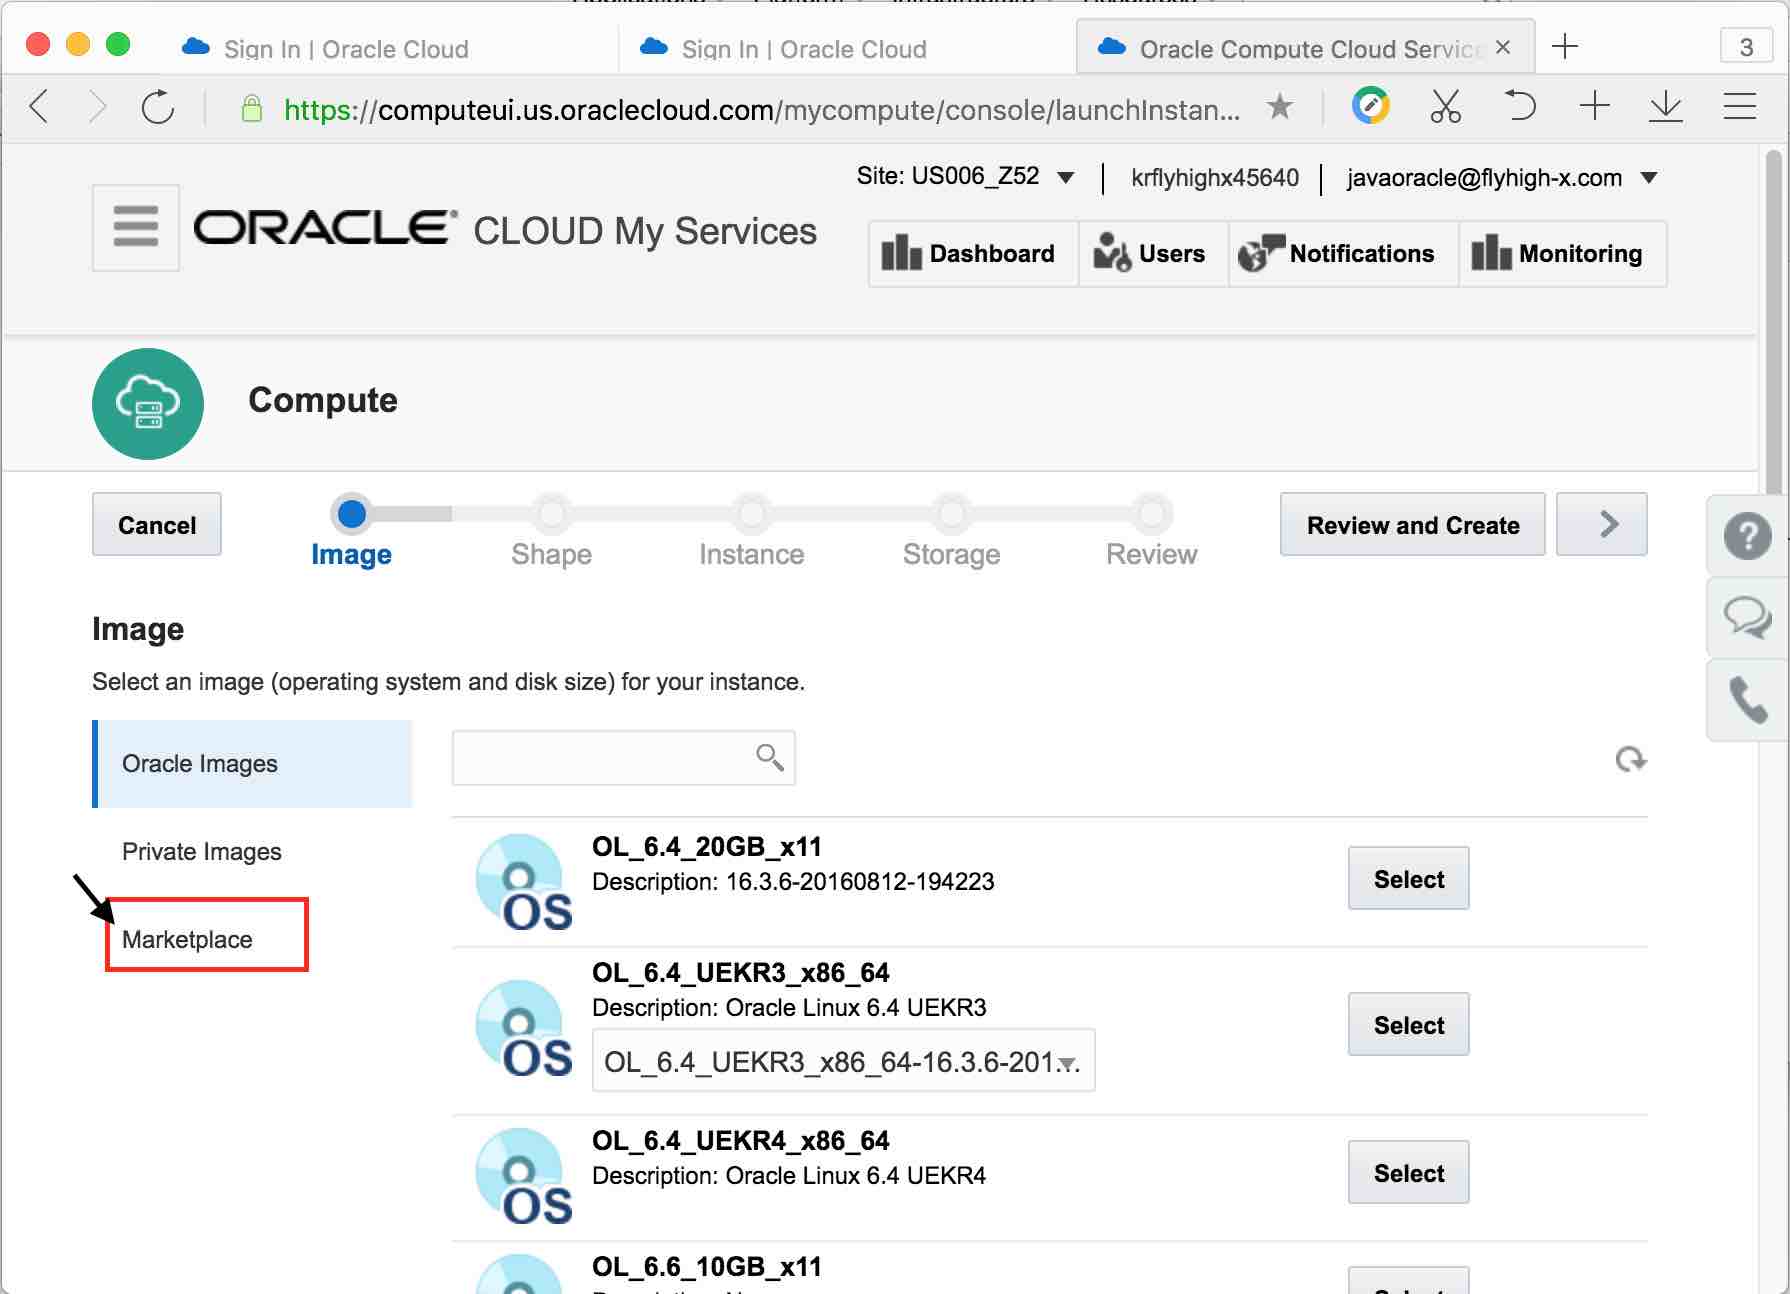 Sign In | Oracle Cloud
Sign In | Oracle Cloud
Oracle Compute Cloud Service
3
https://computeui.us.oraclecloud.com/mycompute/console/launchInstan...
Site: US006_Z52
krflyhighx45640
javaoracle@flyhigh-x.com
ORACLE CLOUD My Services
Dashboard
Users
Notifications
Monitoring
Compute
Cancel
Image
Shape
Instance
Storage
Review
Review and Create
Image
Select an image (operating system and disk size) for your instance.
Oracle Images
Private Images
Marketplace
OS
OL_6.4_20GB_x11
Description: 16.3.6-20160812-194223
Select
OS
OL_6.4_UEKR3_x86_64
Description: Oracle Linux 6.4 UEKR3
OL_6.4_UEKR3_x86_64-16.3.6-201...
Select
OS
OL_6.4_UEKR4_x86_64
Description: Oracle Linux 6.4 UEKR4
Select
OL_6.6_10GB_x11